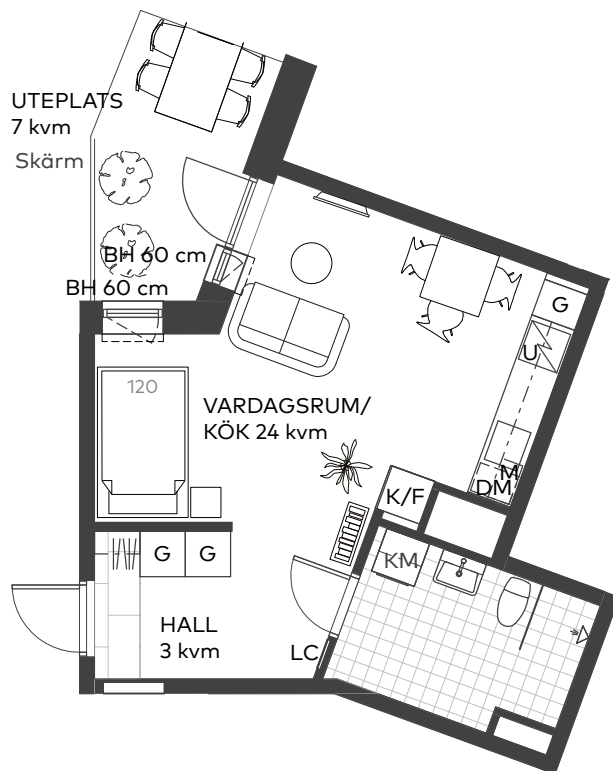 UTEPLATS
7 kvm
Skärm
BH 60 cm
BH 60 cm
G
U
120
VARDAGSRUM/
KÖK 24 kvm
M
DM
K/F
G G
KM
HALL
3 kvm
LC